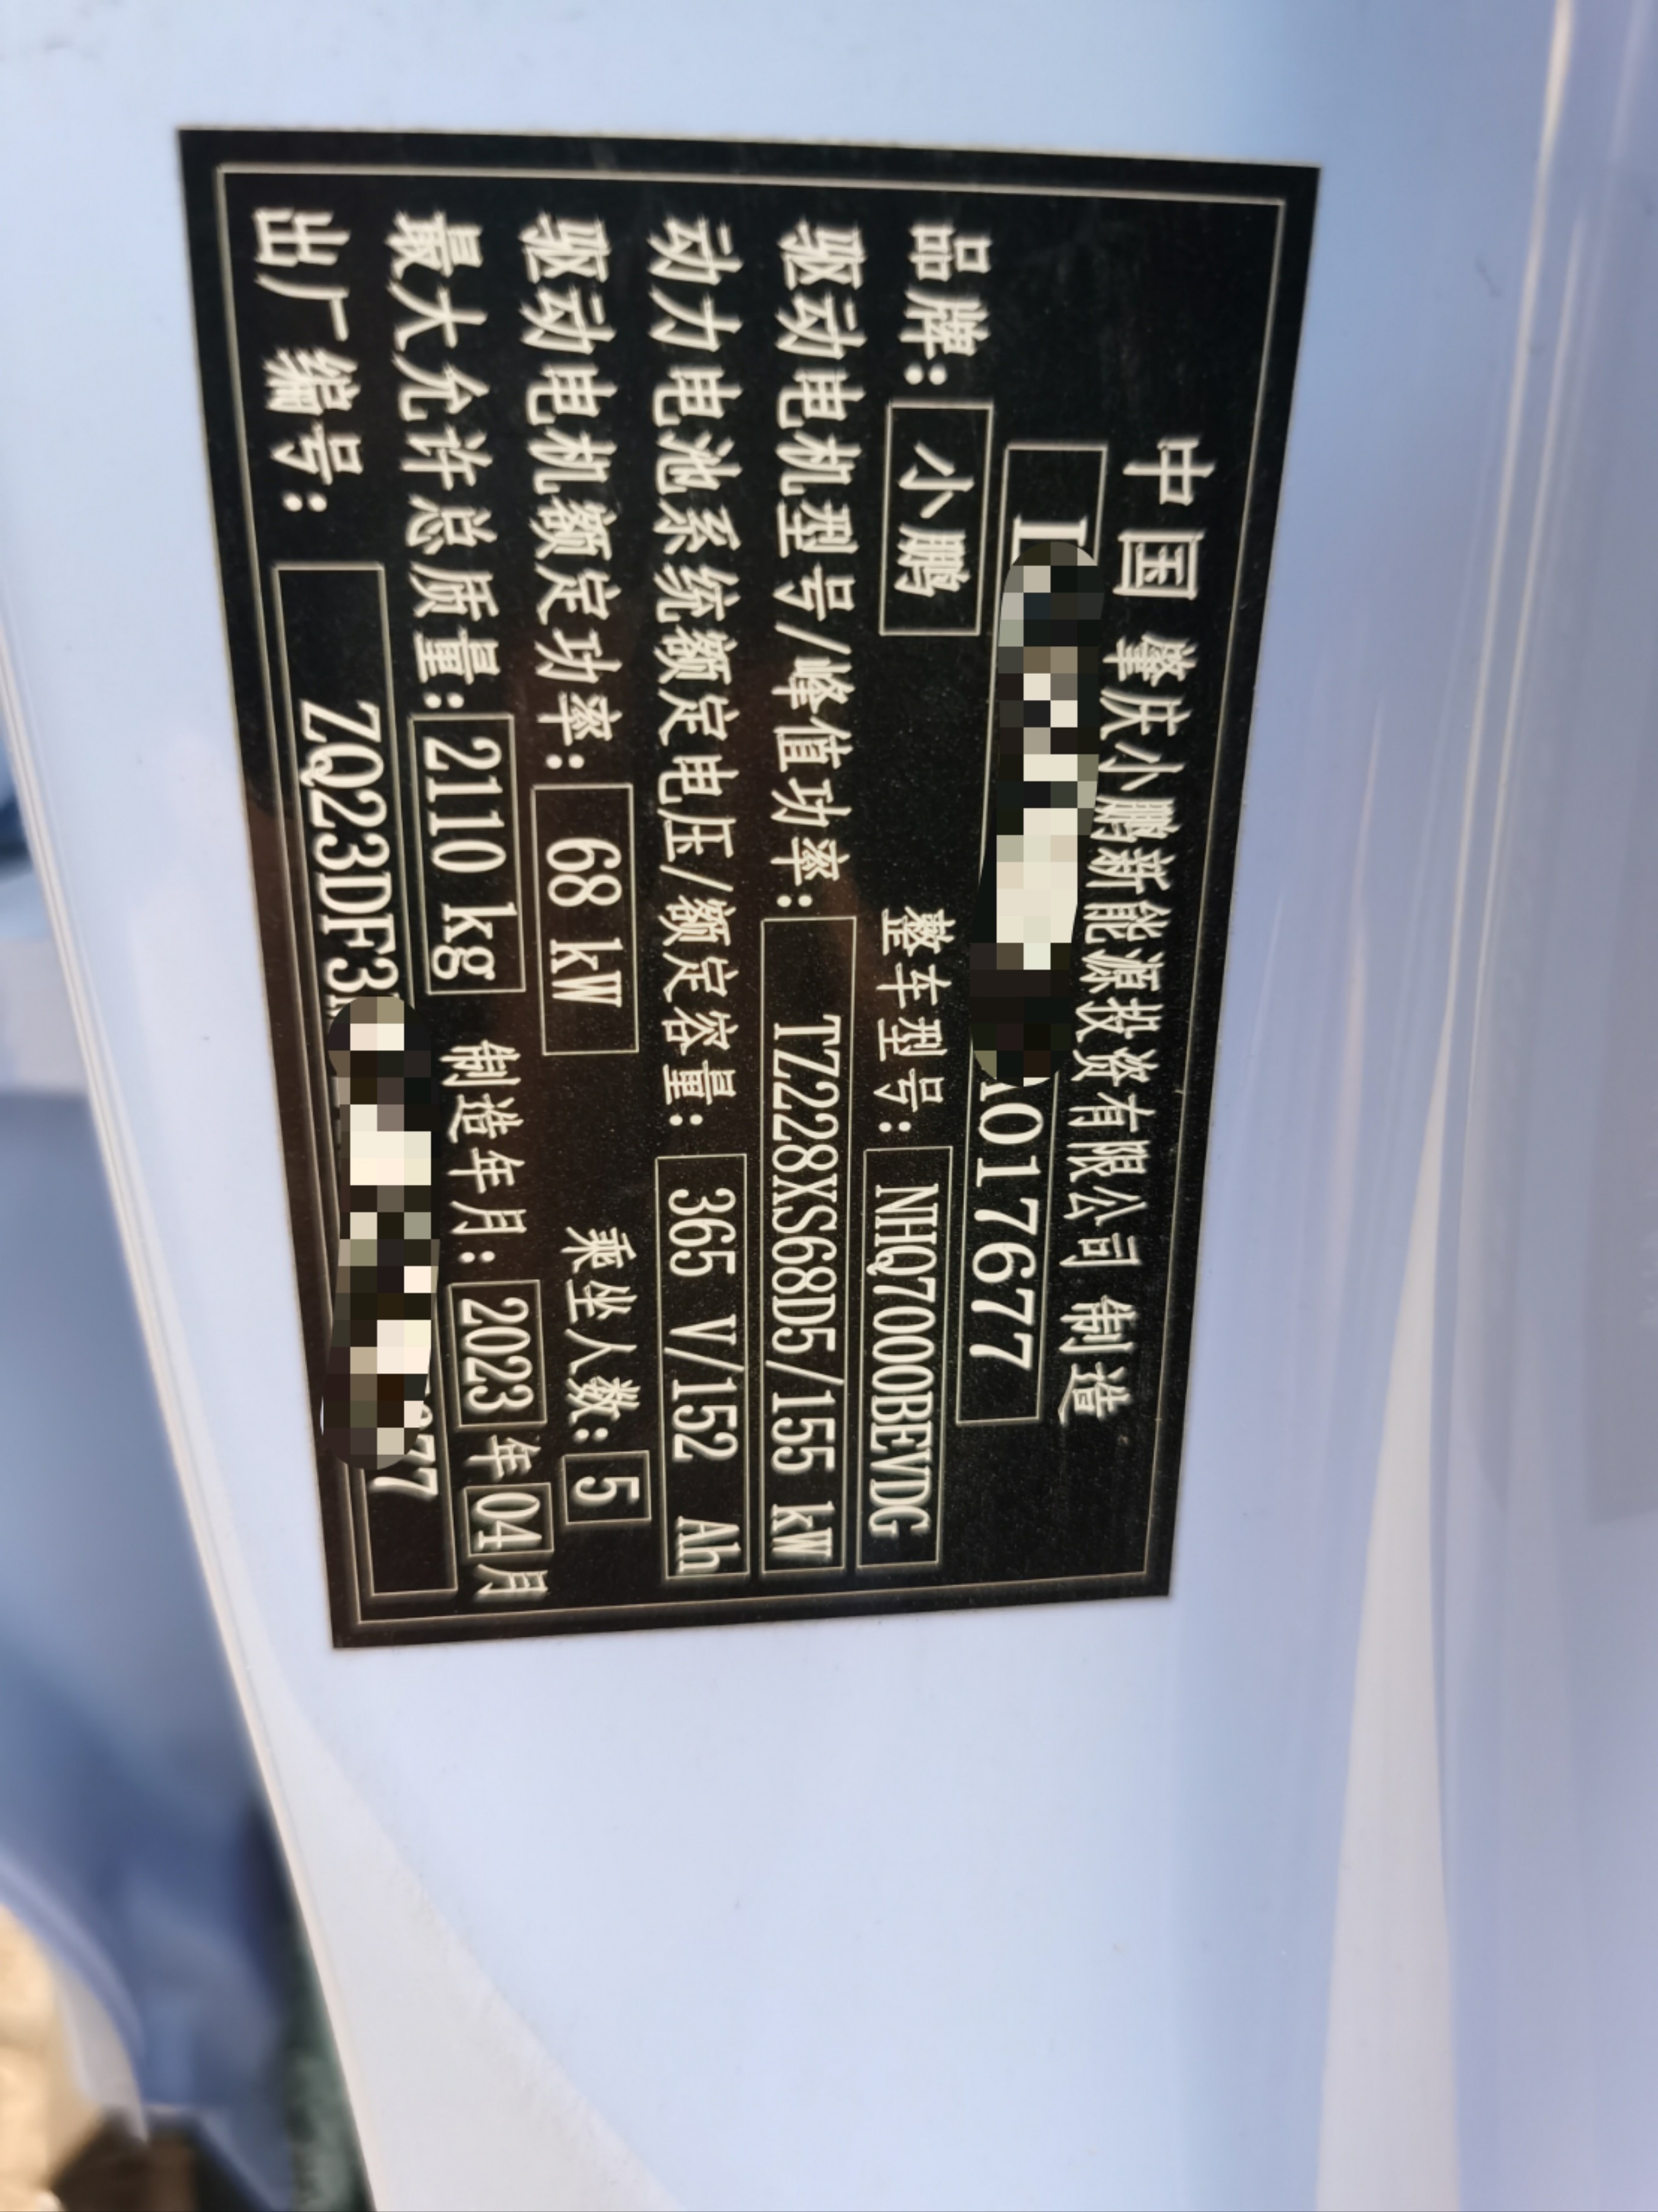 中国 肇庆小鹏新能源投资有限公司 制造
L 017677
品牌: 小鹏 整车型号: NHQ7000BEVDG
驱动电机型号/峰值功率: TZ228XS68D5/155 kW
动力电池系统额定电压/额定容量: 365 V/152 Ah
驱动电机额定功率: 68 kW 乘坐人数: 5
最大允许总质量: 2110 kg 制造年月: 2023 年 04 月
出厂编号: ZQ23DF3 77